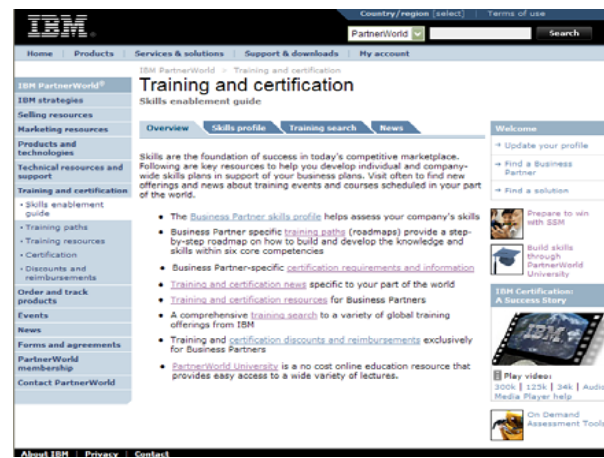 Country/region [select] Terms of use
IBM.
PartnerWorld
Search
Home Products Services & solutions Support & downloads My account
IBM PartnerWorld > Training and certification
Training and certification
Skills enablement guide
IBM PartnerWorld®
IBM strategies
Selling resources
Marketing resources
Products and
technologies
Technical resources and
support
Training and certification
• Skills enablement
guide
• Training paths
• Training resources
• Certification
• Discounts and
reimbursements
Order and track
products
Events
News
Forms and agreements
PartnerWorld
membership
Contact PartnerWorld
Overview Skills profile Training search News
Skills are the foundation of success in today's competitive marketplace.
Following are key resources to help you develop individual and company-
wide skills plans in support of your business plans. Visit often to find new
offerings and news about training events and courses scheduled in your part
of the world.
• The Business Partner skills profile helps assess your company's skills
• Business Partner specific training paths (roadmaps) provide a step-
by-step roadmap on how to build and develop the knowledge and
skills within six core competencies
• Business Partner-specific certification requirements and information
• Training and certification news specific to your part of the world
• Training and certification resources for Business Partners
• A comprehensive training search to a variety of global training
offerings from IBM
• Training and certification discounts and reimbursements exclusively
for Business Partners
• PartnerWorld University is a no cost online education resource that
provides easy access to a wide variety of lectures.
Welcome
→ Update your profile
→ Find a Business
Partner
→ Find a solution
Prepare to win
with SSM
Build skills
through
PartnerWorld
University
IBM Certification:
A Success Story
IBM
Play video:
300k | 125k | 34k | Audio
Media Player help
On Demand
Assessment Tools
About IBM | Privacy | Contact